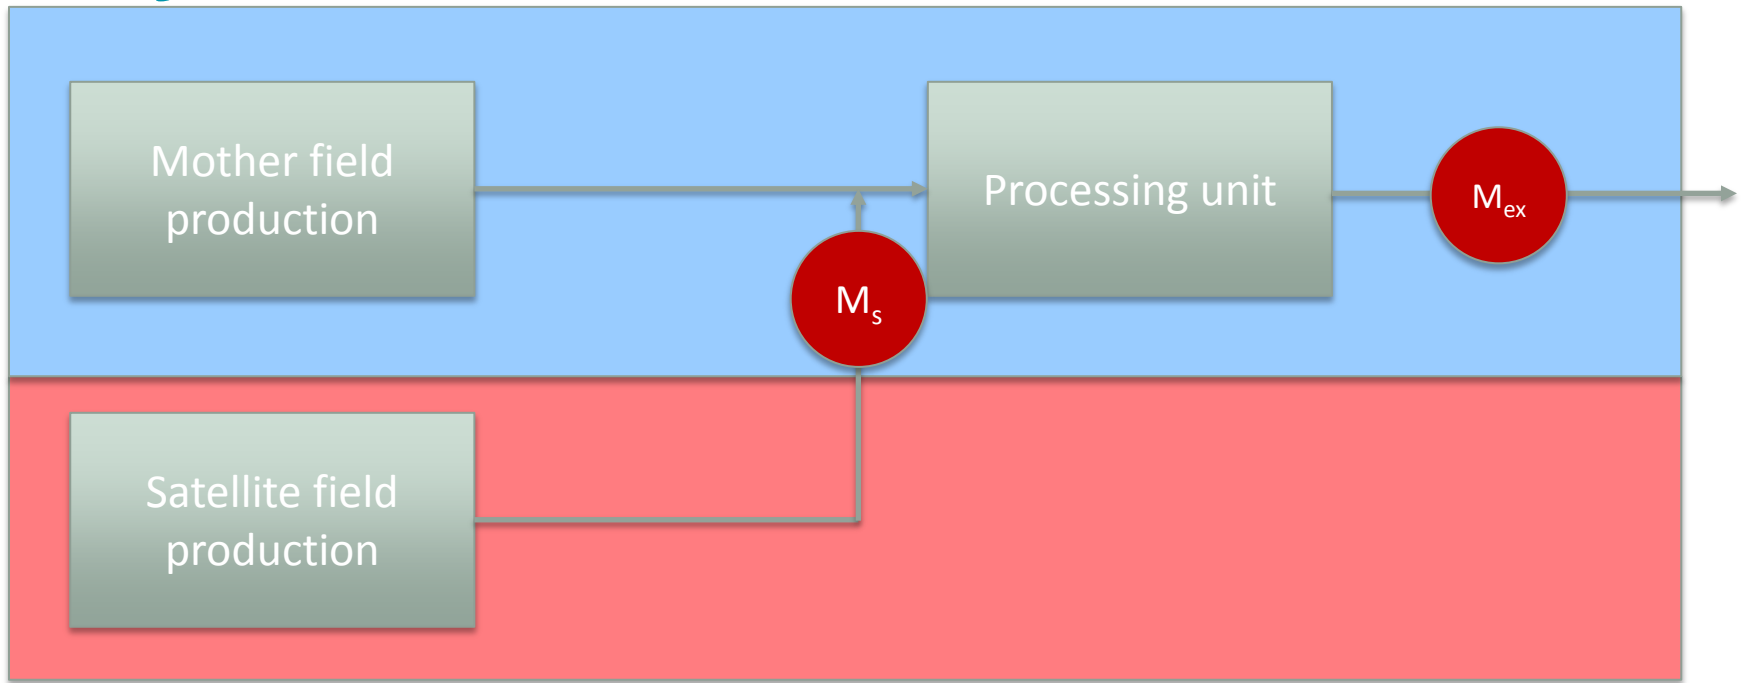 Mother field
production
Processing unit
Mₑₓ
Mₛ
Satellite field
production